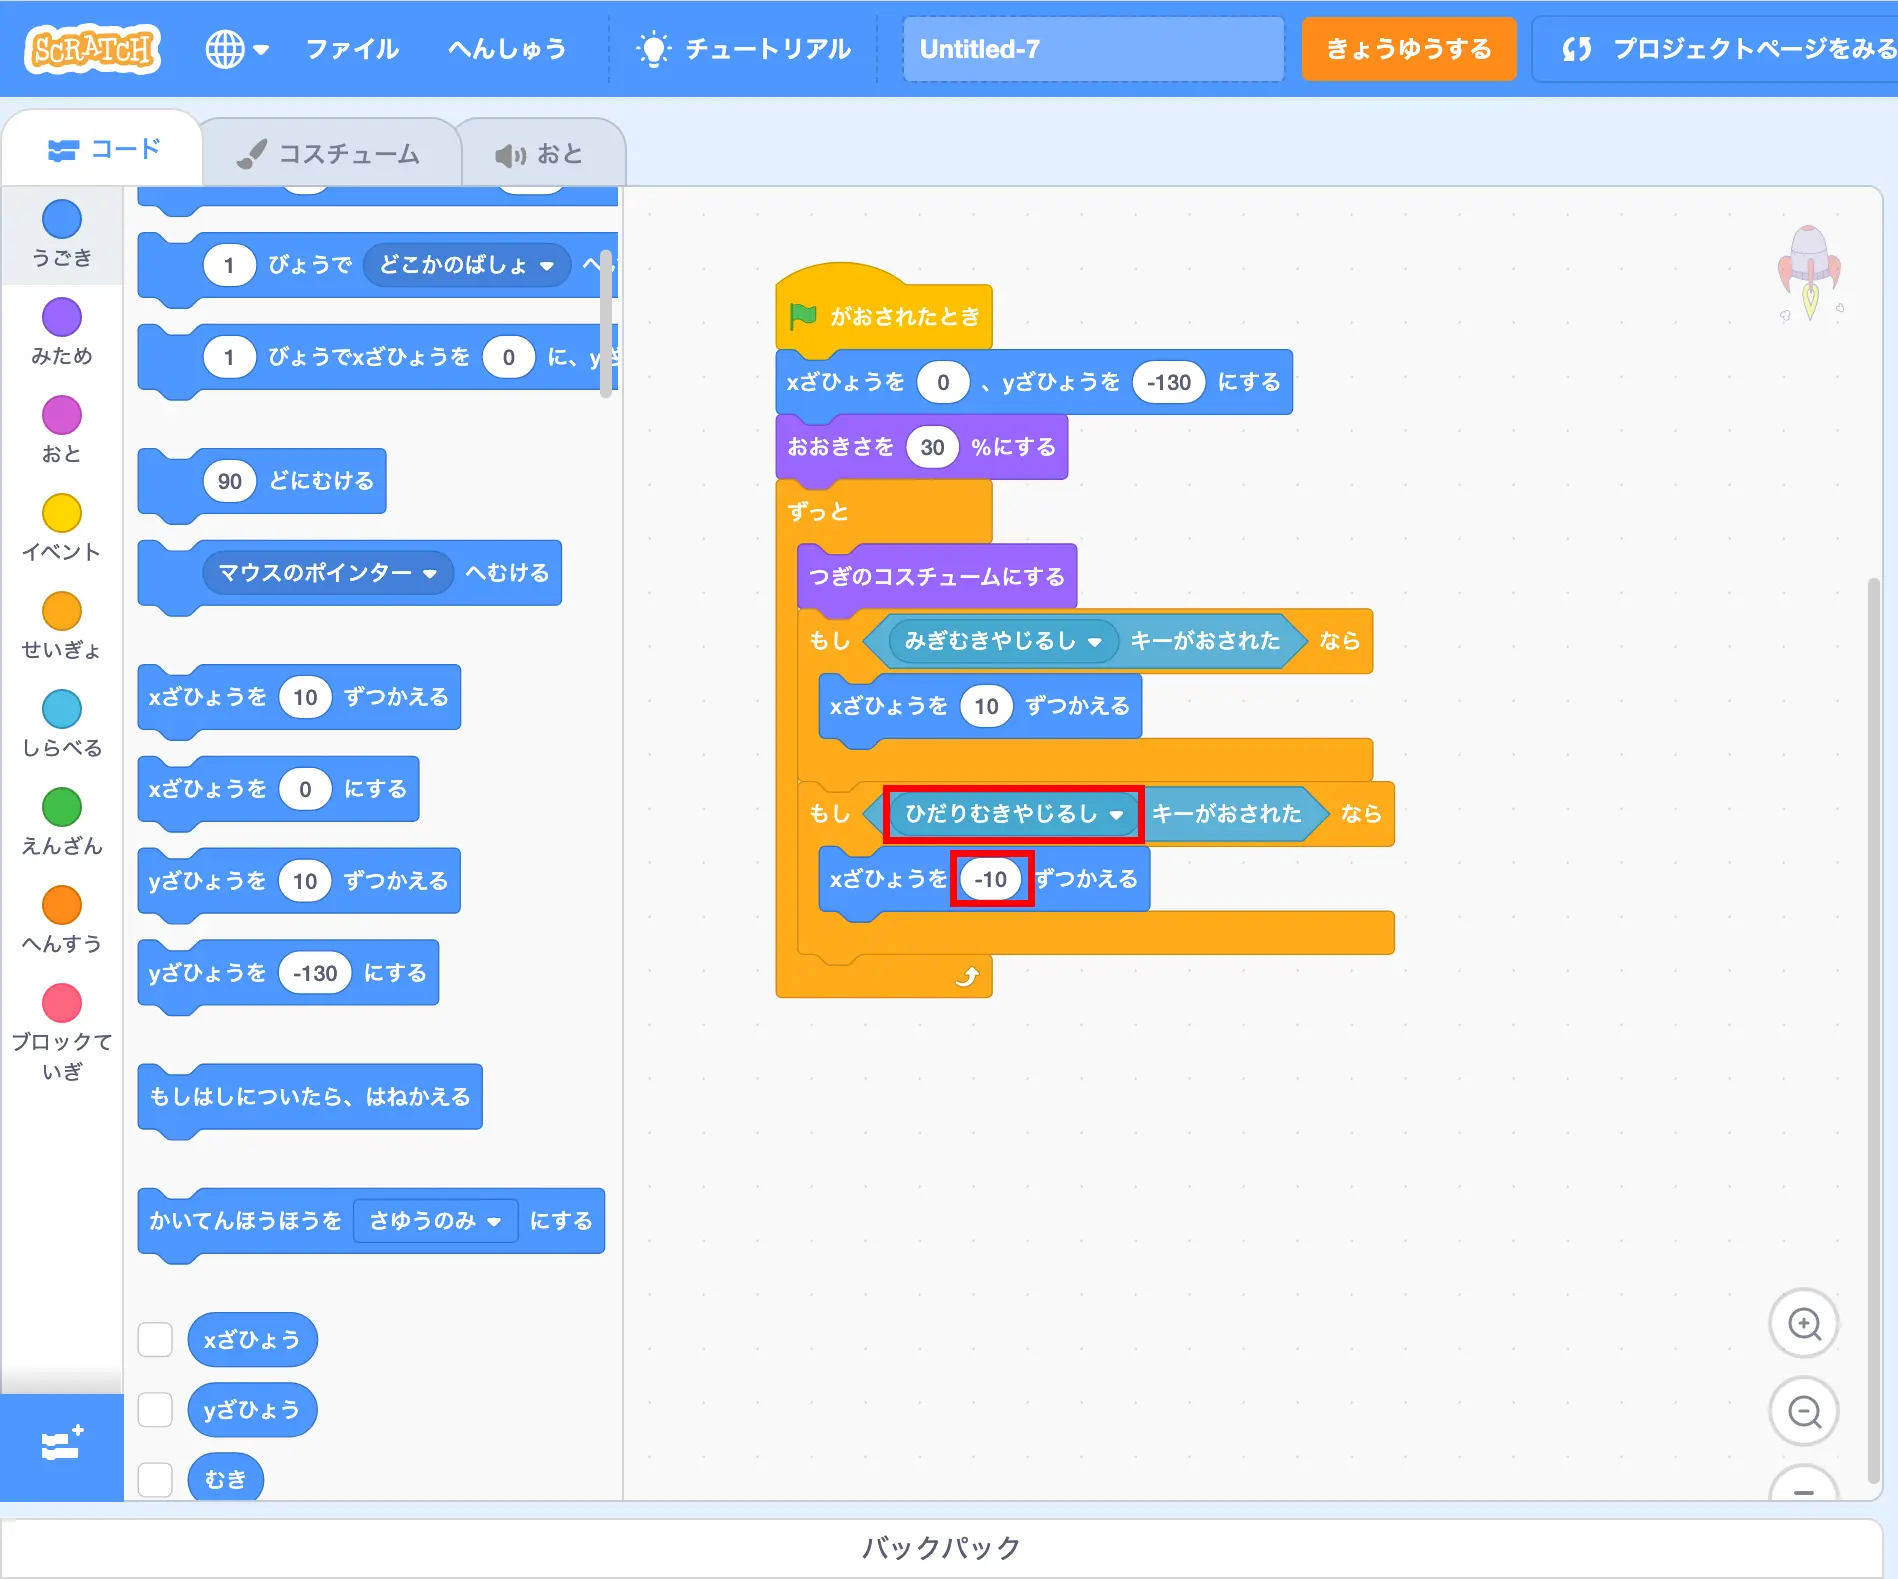 SCRATCH
ファイル
へんしゅう
チュートリアル
Untitled-7
きょうゆうする
プロジェクトページをみる
コード
コスチューム
おと
うごき
みため
おと
イベント
せいぎょ
しらべる
えんざん
へんすう
ブロックて
いぎ
1 びょうで どこかのばしょ へ
1 びょうでxざひょうを 0 に、y
90 どにむける
マウスのポインター へむける
xざひょうを 10 ずつかえる
xざひょうを 0 にする
yざひょうを 10 ずつかえる
yざひょうを -130 にする
もしはしについたら、はねかえる
かいてんほうほうを さゆうのみ にする
xざひょう
yざひょう
むき
がおされたとき
xざひょうを 0 、yざひょうを -130 にする
おおきさを 30 %にする
ずっと
つぎのコスチュームにする
もし みぎむきやじるし キーがおされた なら
xざひょうを 10 ずつかえる
もし ひだりむきやじるし キーがおされた なら
xざひょうを -10 ずつかえる
バックパック